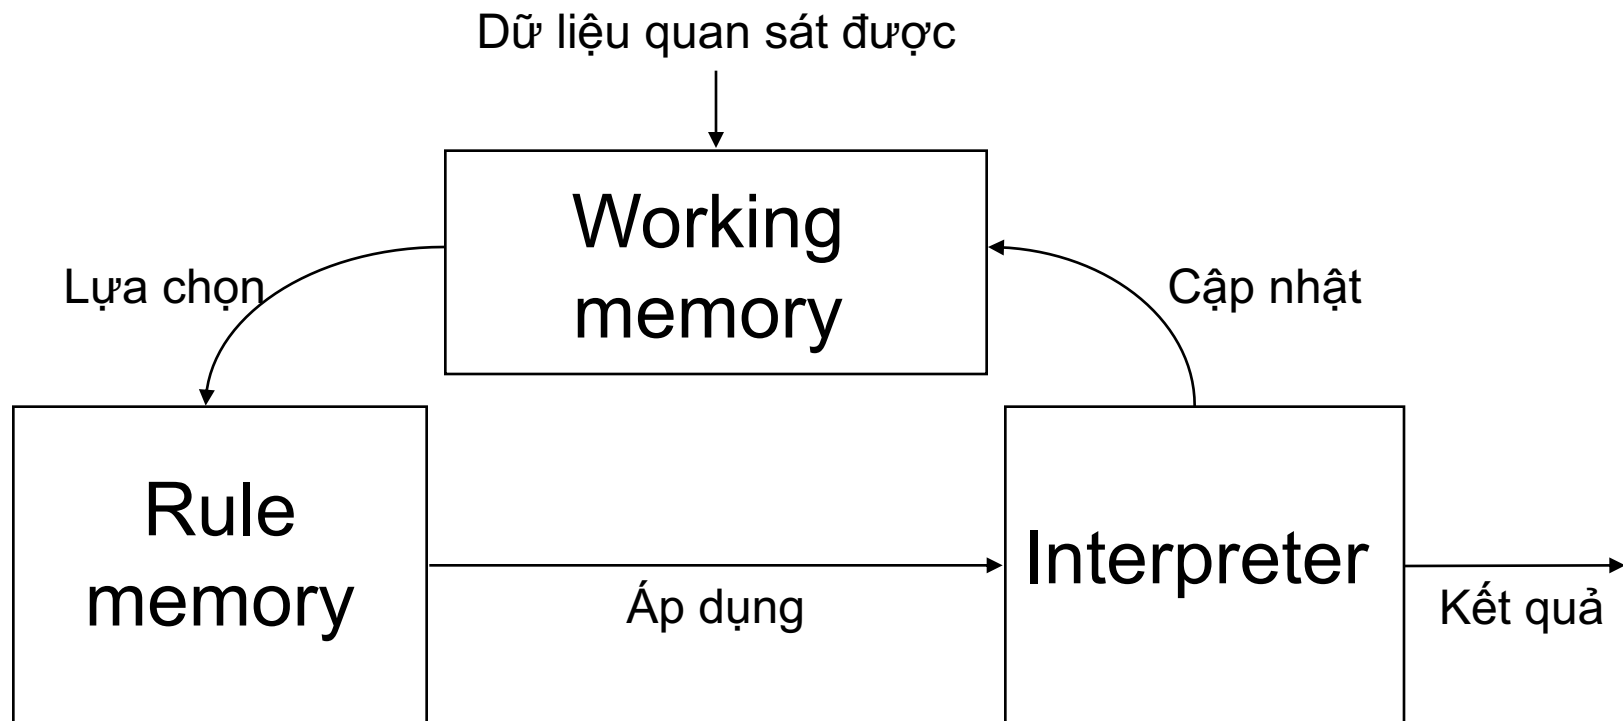 Dữ liệu quan sát được
Working
memory
Lựa chọn
Cập nhật
Rule
memory
Interpreter
Áp dụng
Kết quả